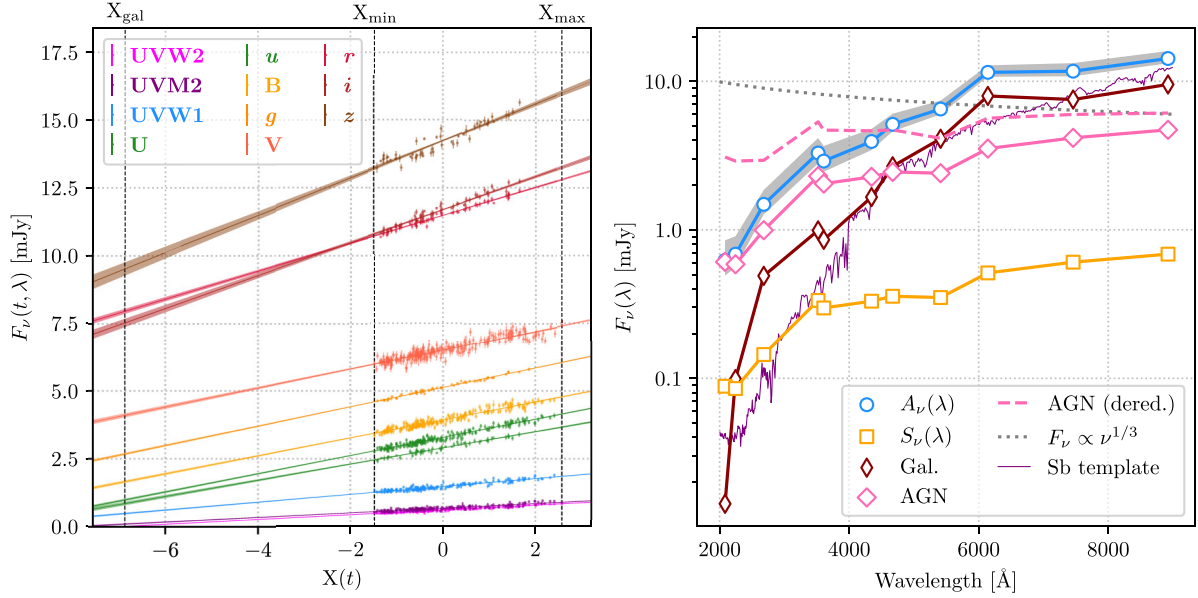 X_gal X_min X_max
UVW2 u r
UVM2 B i
UVW1 g z
U V
17.5
15.0
12.5
10.0
7.5
5.0
2.5
0.0
F_ν(t, λ) [mJy]
−6 −4 −2 0 2
X(t)
10.0
1.0
0.1
F_ν(λ) [mJy]
A_ν(λ) AGN (dered.)
S_ν(λ) F_ν ∝ ν^{1/3}
Gal. Sb template
AGN
2000 4000 6000 8000
Wavelength [Å]